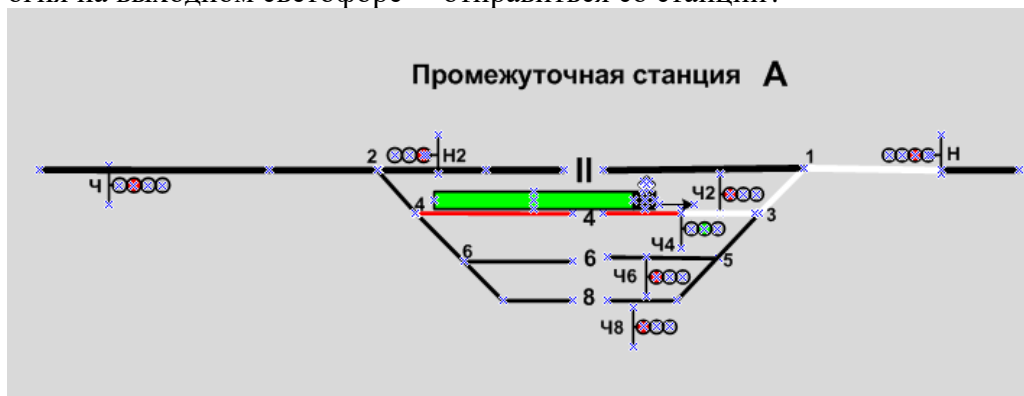 огня на выходном светофоре – отправиться со станции?
Промежуточная станция А
2 Н2 II 1 Н
Ч Ч2
4 4 3
Ч4
6 6 5
Ч6
8
Ч8